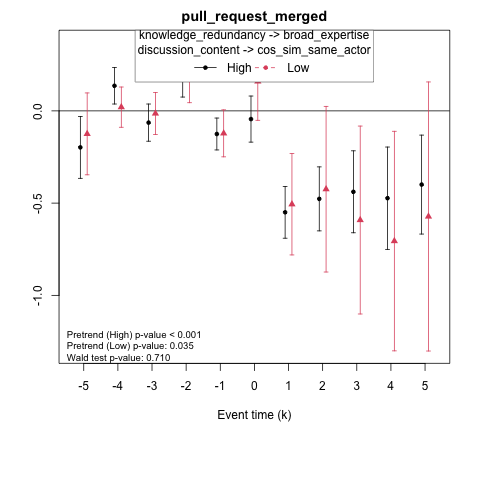 pull_request_merged
knowledge_redundancy -> broad_expertise
discussion_content -> cos_sim_same_actor
High Low
0.0
-0.5
-1.0
Pretrend (High) p-value < 0.001
Pretrend (Low) p-value: 0.035
Wald test p-value: 0.710
-5 -4 -3 -2 -1 0 1 2 3 4 5
Event time (k)